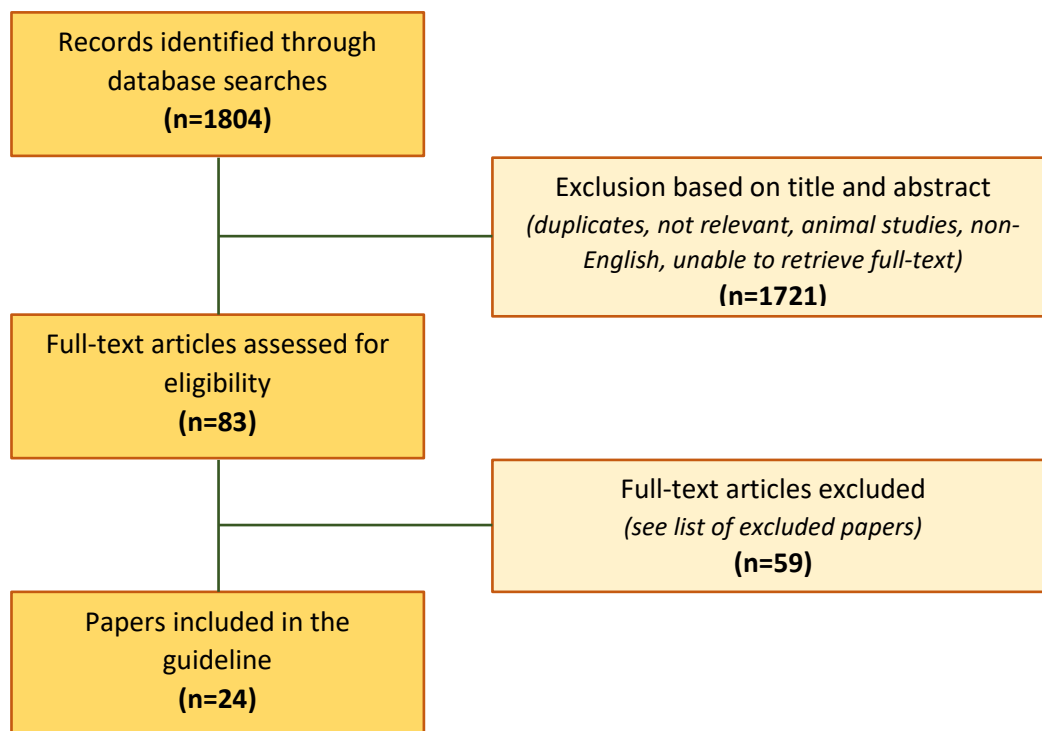 Records identified through
database searches
(n=1804)
Exclusion based on title and abstract
(duplicates, not relevant, animal studies, non-
English, unable to retrieve full-text)
(n=1721)
Full-text articles assessed for
eligibility
(n=83)
Full-text articles excluded
(see list of excluded papers)
(n=59)
Papers included in the
guideline
(n=24)